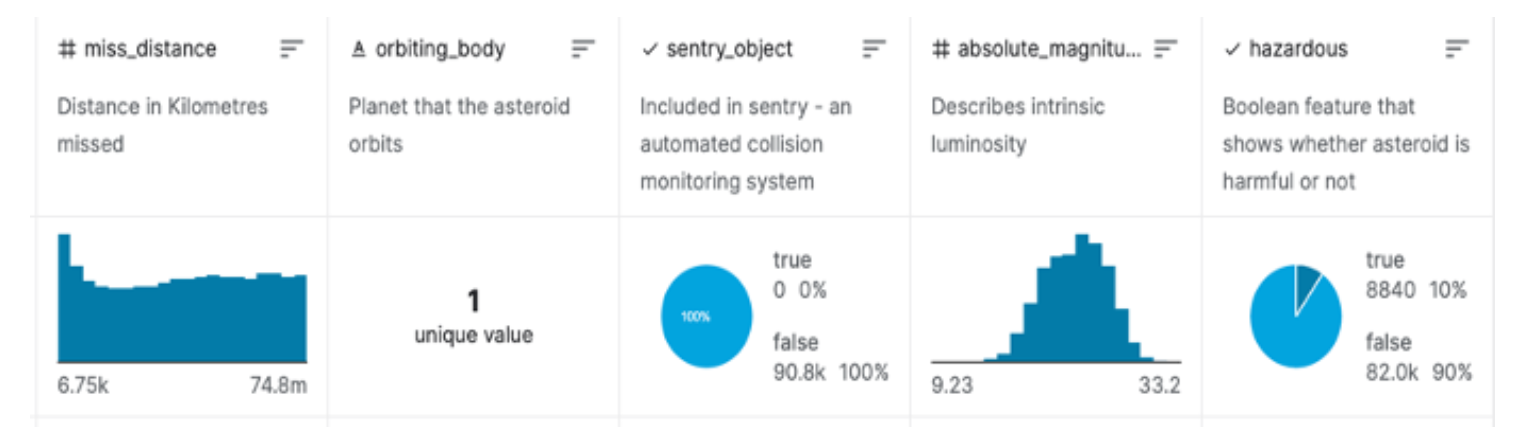 # miss_distance
Distance in Kilometres
missed
6.75k 74.8m
A orbiting_body
Planet that the asteroid
orbits
1
unique value
✓ sentry_object
Included in sentry - an
automated collision
monitoring system
100%
true
0 0%
false
90.8k 100%
# absolute_magnitu...
Describes intrinsic
luminosity
9.23 33.2
✓ hazardous
Boolean feature that
shows whether asteroid is
harmful or not
true
8840 10%
false
82.0k 90%